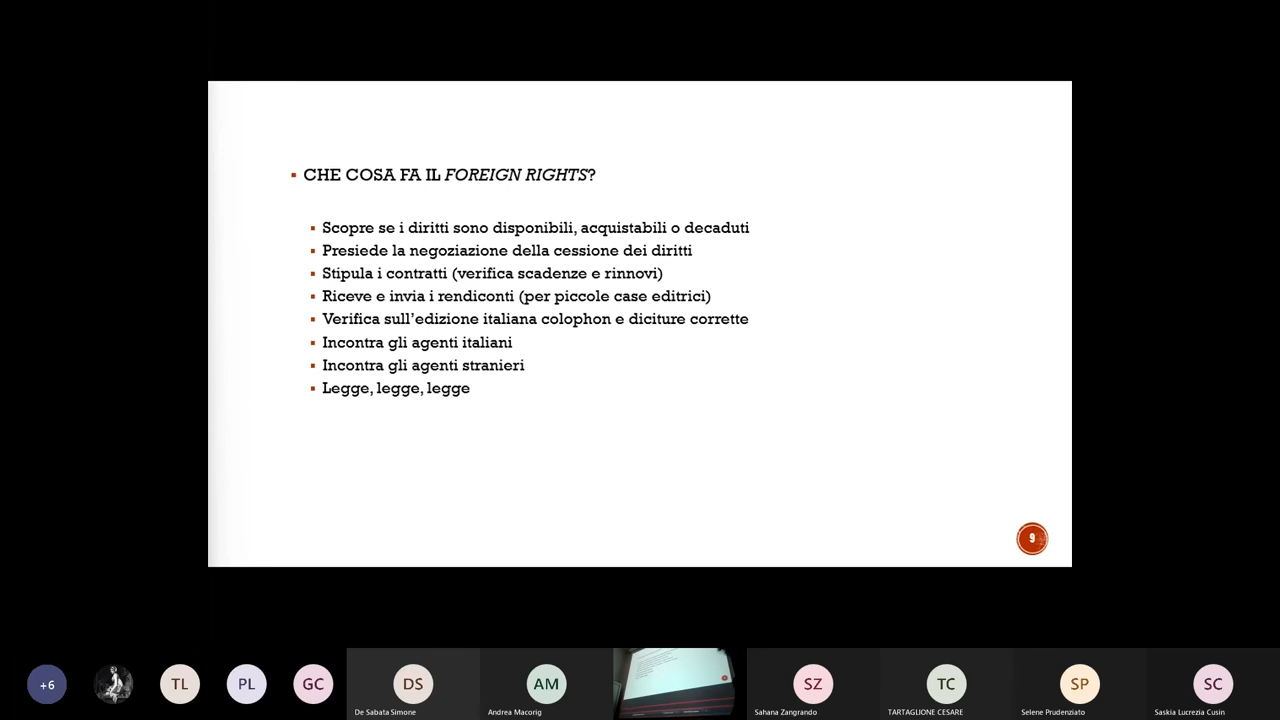 CHE COSA FA IL FOREIGN RIGHTS?
Scopre se i diritti sono disponibili, acquistabili o decaduti
Presiede la negoziazione della cessione dei diritti
Stipula i contratti (verifica scadenze e rinnovi)
Riceve e invia i rendiconti (per piccole case editrici)
Verifica sull'edizione italiana colophon e diciture corrette
Incontra gli agenti italiani
Incontra gli agenti stranieri
Legge, legge, legge
9
+6 TL PL GC DS AM SZ TC SP SC
De Sabata Simone Andrea Macorig Sahana Zangrando TARTAGLIONE CESARE Selene Prudenziato Saskia Lucrezia Cusin